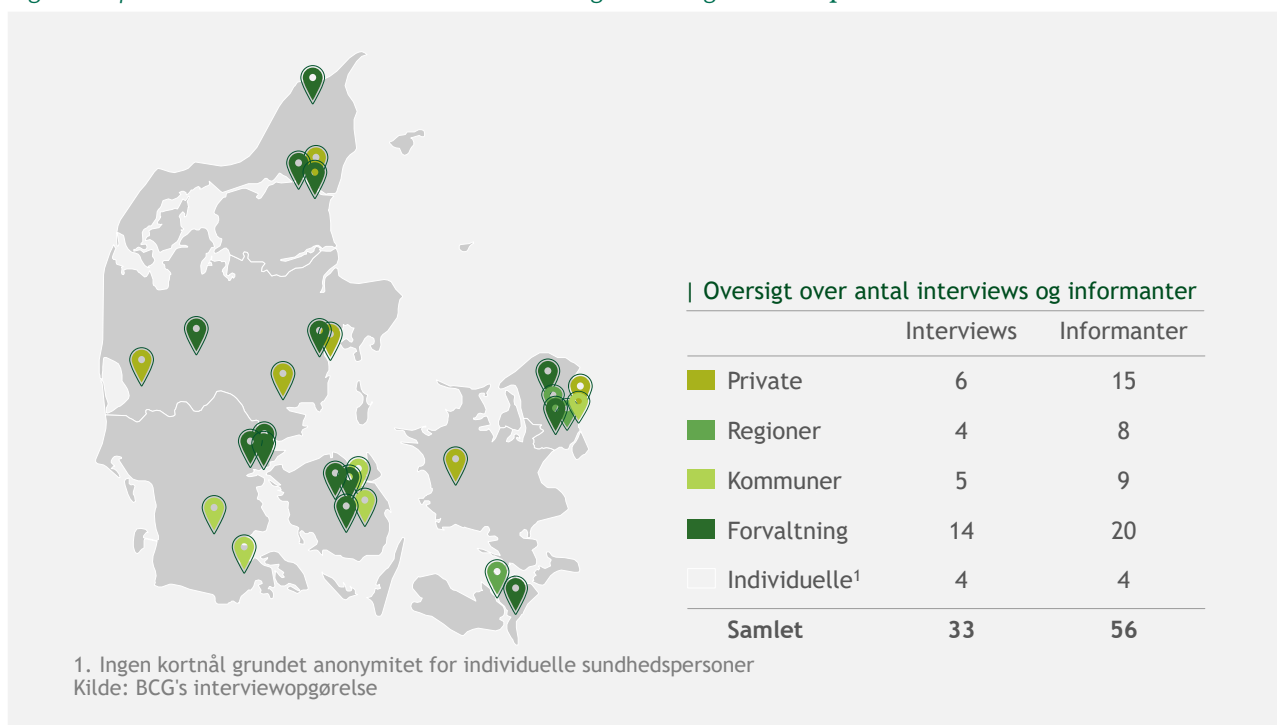 | Oversigt over antal interviews og informanter
Interviews Informanter
Private 6 15
Regioner 4 8
Kommuner 5 9
Forvaltning 14 20
Individuelle¹ 4 4
Samlet 33 56
1. Ingen kortnål grundet anonymitet for individuelle sundhedspersoner
Kilde: BCG's interviewopgørelse